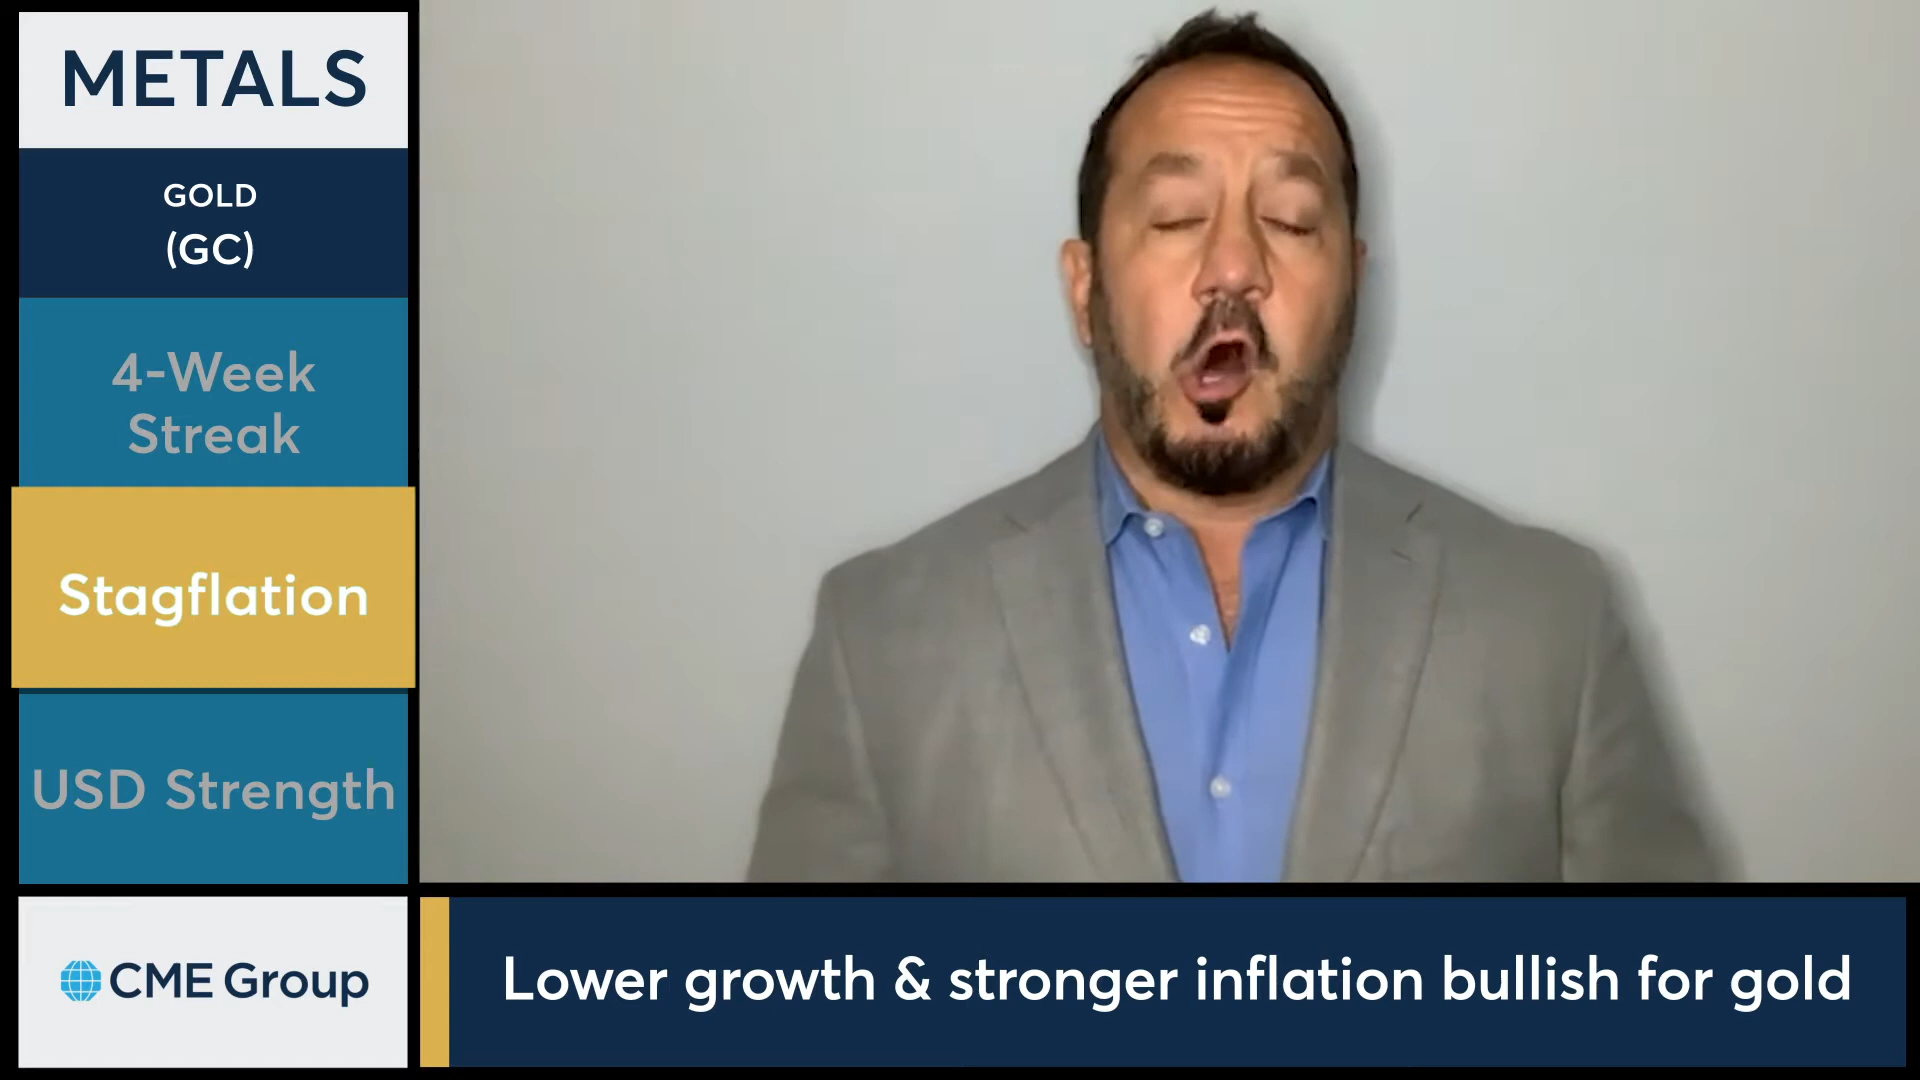 METALS
GOLD
(GC)
4-Week
Streak
Stagflation
USD Strength
CME Group
Lower growth & stronger inflation bullish for gold